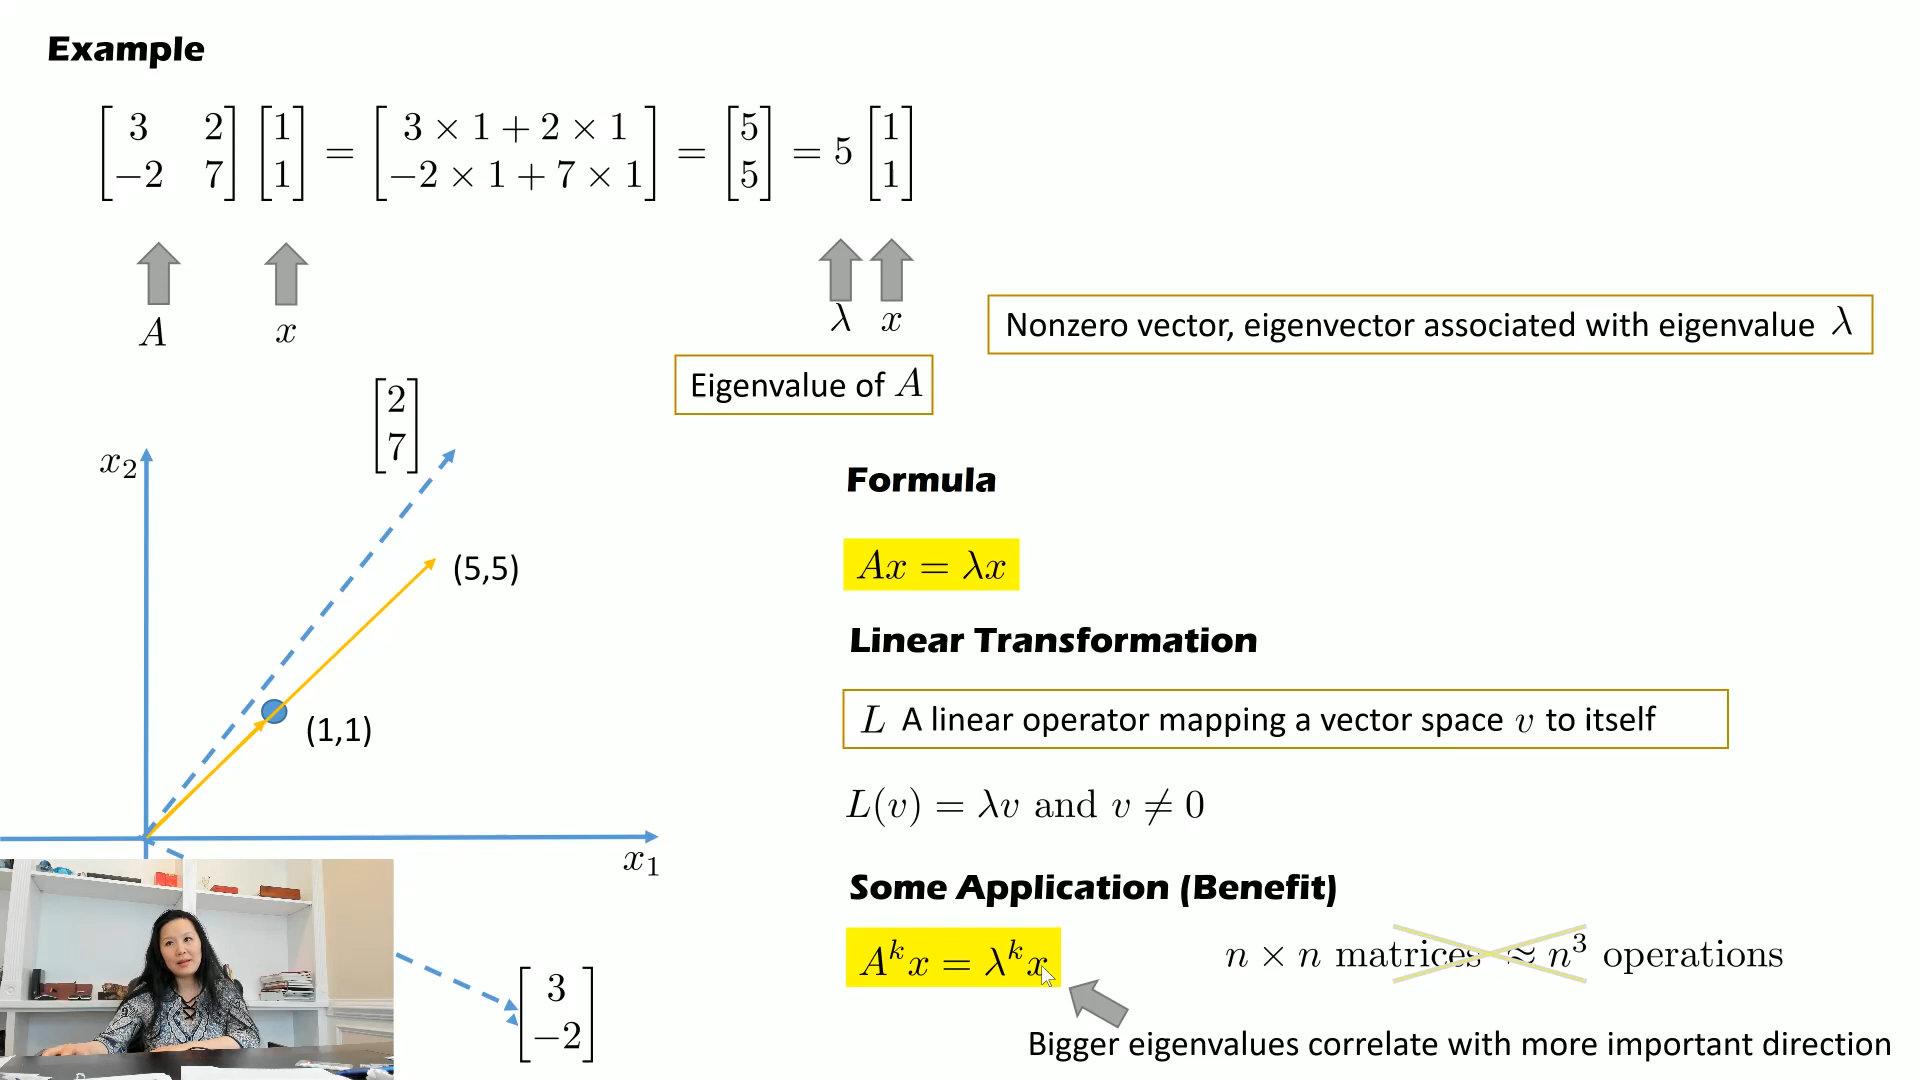 Example
[3 2; −2 7] [1; 1] = [3 × 1 + 2 × 1; −2 × 1 + 7 × 1] = [5; 5] = 5 [1; 1]
A x λ x
Nonzero vector, eigenvector associated with eigenvalue λ
Eigenvalue of A
[2; 7]
x₂
(5,5)
(1,1)
x₁
[3; −2]
Formula
Ax = λx
Linear Transformation
L A linear operator mapping a vector space v to itself
L(v) = λv and v ≠ 0
Some Application (Benefit)
Aᵏx = λᵏx
n × n matrices ≈ n³ operations
Bigger eigenvalues correlate with more important direction